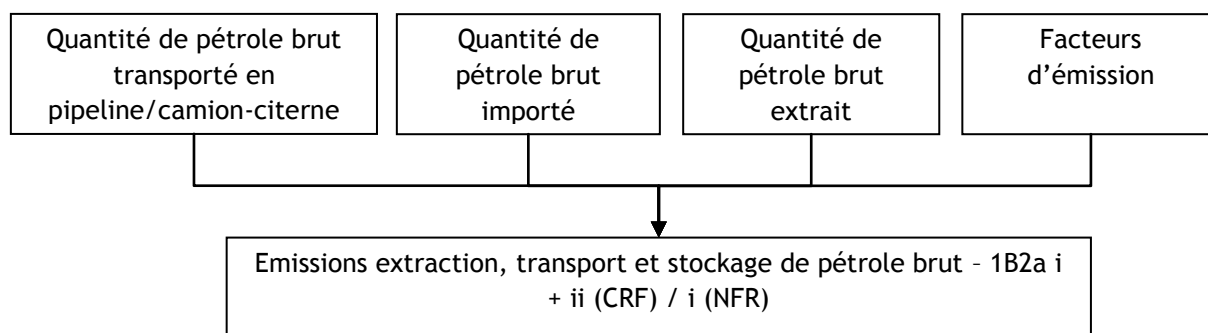 Quantité de pétrole brut
transporté en
pipeline/camion-citerne
Quantité de
pétrole brut
importé
Quantité de
pétrole brut
extrait
Facteurs
d’émission
Emissions extraction, transport et stockage de pétrole brut – 1B2a i
+ ii (CRF) / i (NFR)